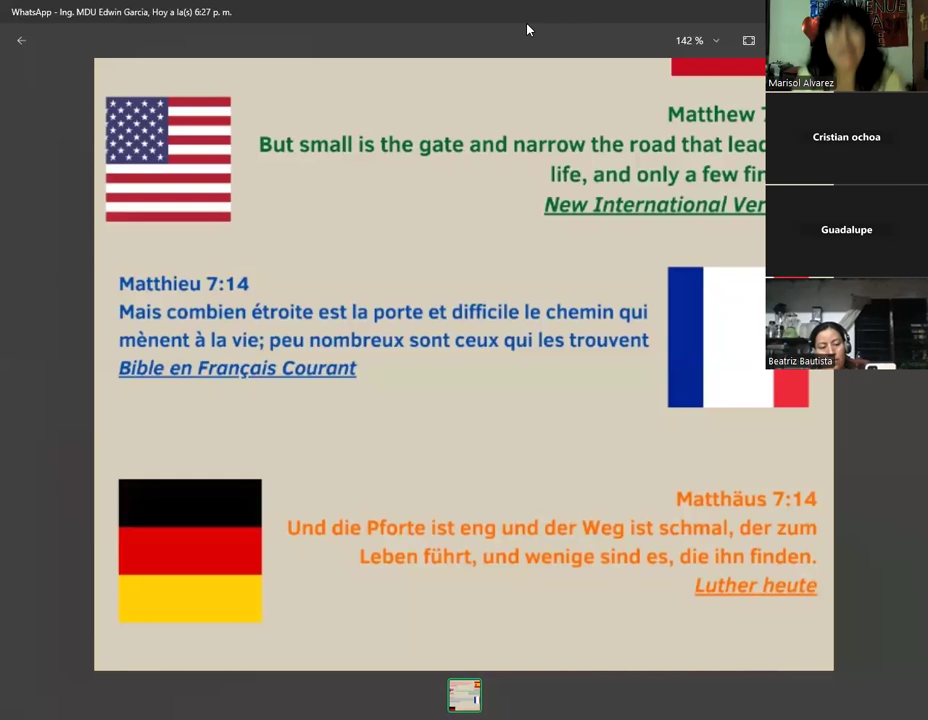 WhatsApp - Ing. MDU Edwin Garcia, Hoy a la(s) 6:27 p. m.
142 %
Marisol Alvarez
Cristian ochoa
Guadalupe
Beatriz Bautista
Matthew
But small is the gate and narrow the road that
life, and only a few
New International
Matthieu 7:14
Mais combien étroite est la porte et difficile le chemin qui
mènent à la vie; peu nombreux sont ceux qui les trouvent
Bible en Français Courant
Matthäus 7:14
Und die Pforte ist eng und der Weg ist schmal, der zum
Leben führt, und wenige sind es, die ihn finden.
Luther heute